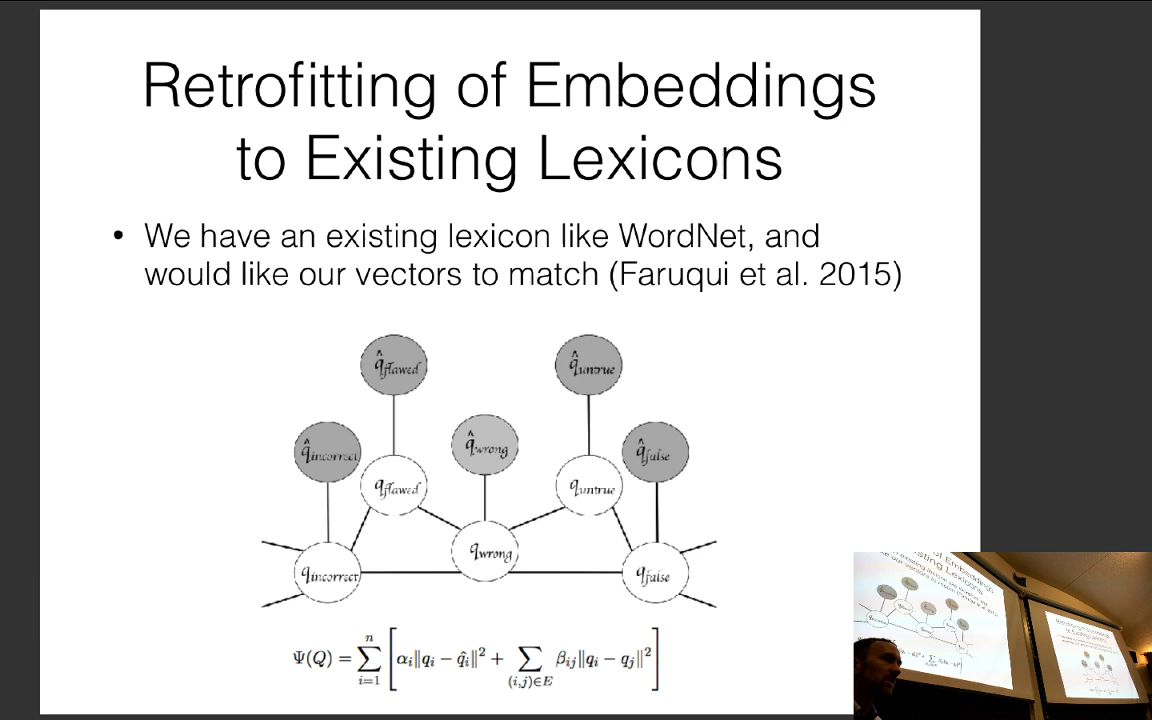 Retrofitting of Embeddings
to Existing Lexicons
• We have an existing lexicon like WordNet, and
would like our vectors to match (Faruqui et al. 2015)
q̂flawed
q̂untrue
q̂incorrect
q̂wrong
q̂false
qflawed
quntrue
qwrong
qincorrect
qfalse
Ψ(Q) = ∑ i=1 n [ αi‖qi − q̂i‖² + ∑ (i,j)∈E βij‖qi − qj‖² ]